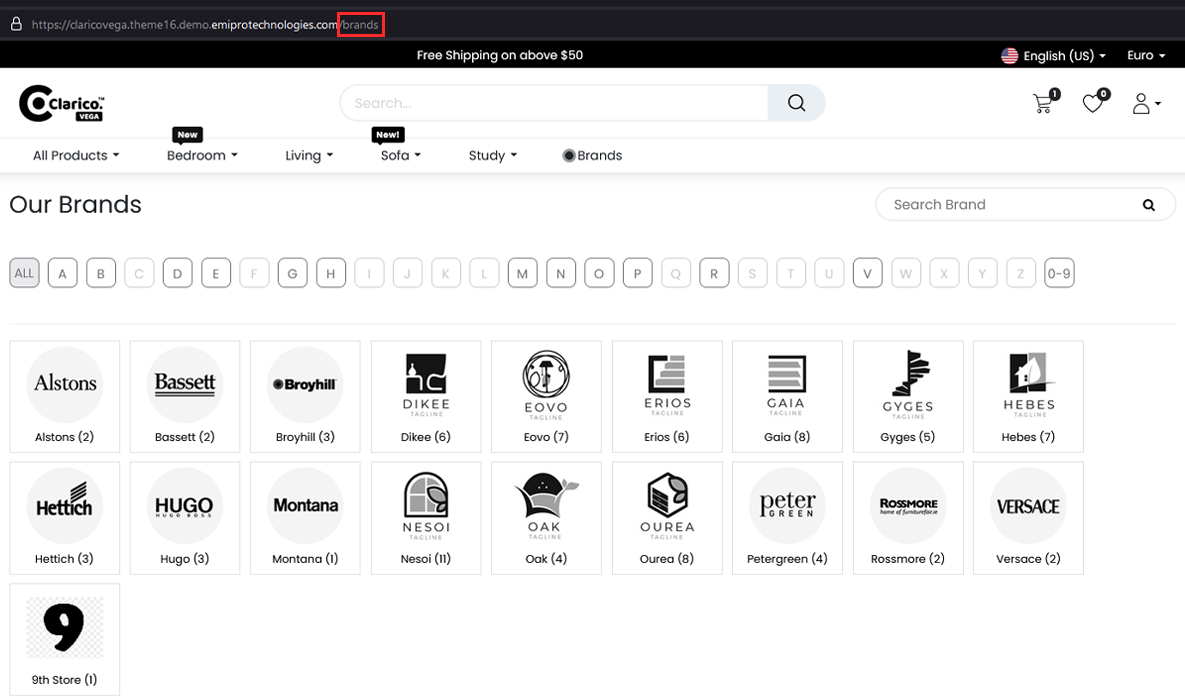 https://claricovega.theme16.demo.emiprotechnologies.com/brands
Free Shipping on above $50
English (US)
Euro
Clarico.™
VEGA
Search...
1
0
New
New!
All Products
Bedroom
Living
Sofa
Study
Brands
Our Brands
Search Brand
ALL A B C D E F G H I J K L M N O P Q R S T U V W X Y Z 0-9
Alstons
Bassett
Broyhill
DIKEE
TAGLINE
EOVO
TAGLINE
ERIOS
TAGLINE
GAIA
TAGLINE
GYGES
TAGLINE
HEBES
TAGLINE
Alstons (2)
Bassett (2)
Broyhill (3)
Dikee (6)
Eovo (7)
Erios (6)
Gaia (8)
Gyges (5)
Hebes (7)
Hettich
HUGO
HUGO BOSS
Montana
NESOI
TAGLINE
OAK
TAGLINE
OUREA
TAGLINE
peter
GREEN
ROSSMORE
home of furniturefair.ie
VERSACE
Hettich (3)
Hugo (3)
Montana (1)
Nesoi (11)
Oak (4)
Ourea (8)
Petergreen (4)
Rossmore (2)
Versace (2)
9
9th Store (1)